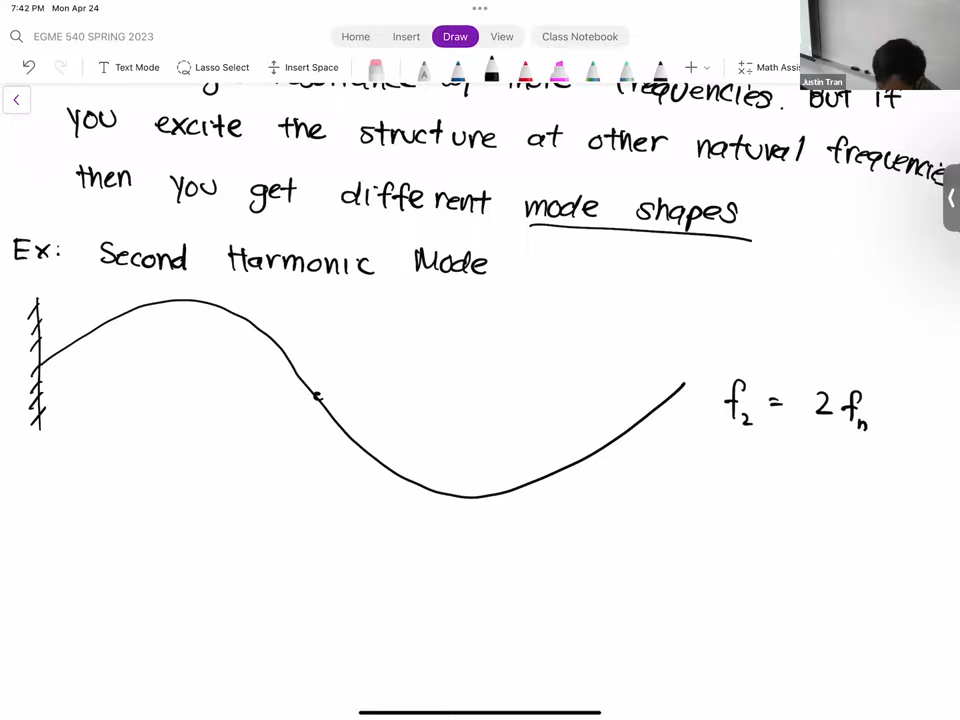 7:42 PM Mon Apr 24
EGME 540 SPRING 2023
Home Insert Draw View Class Notebook
Text Mode Lasso Select Insert Space Math Assis
Justin Tran
frequencies. But if
you excite the structure at other natural frequencie
then you get different mode shapes
Ex: Second Harmonic Mode
f₂ = 2fₙ